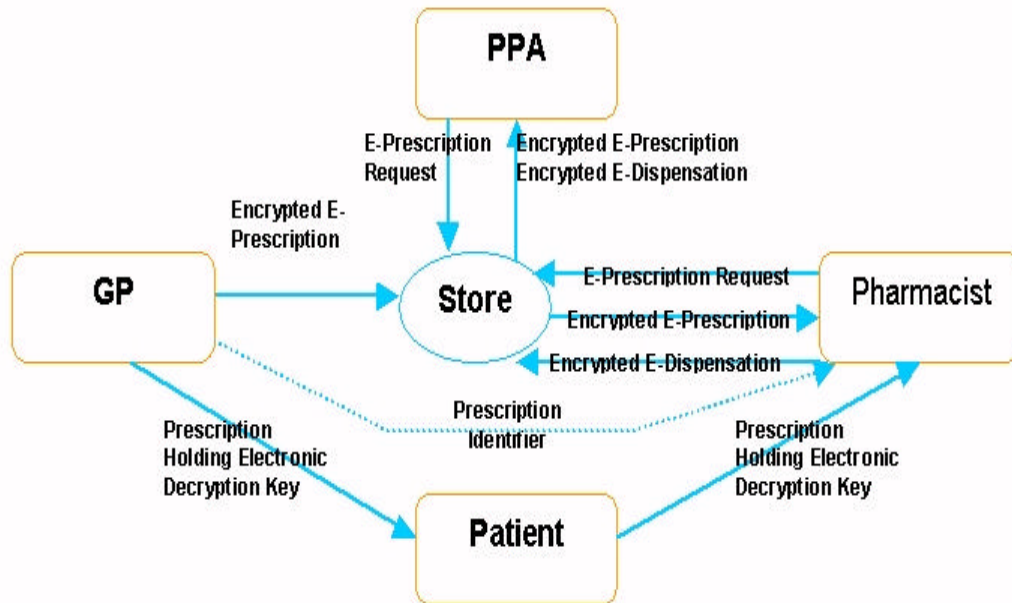 PPA
E-Prescription
Request
Encrypted E-Prescription
Encrypted E-Dispensation
Encrypted E-
Prescription
GP
Store
E-Prescription Request
Encrypted E-Prescription
Encrypted E-Dispensation
Pharmacist
Prescription
Identifier
Prescription
Holding Electronic
Decryption Key
Prescription
Holding Electronic
Decryption Key
Patient